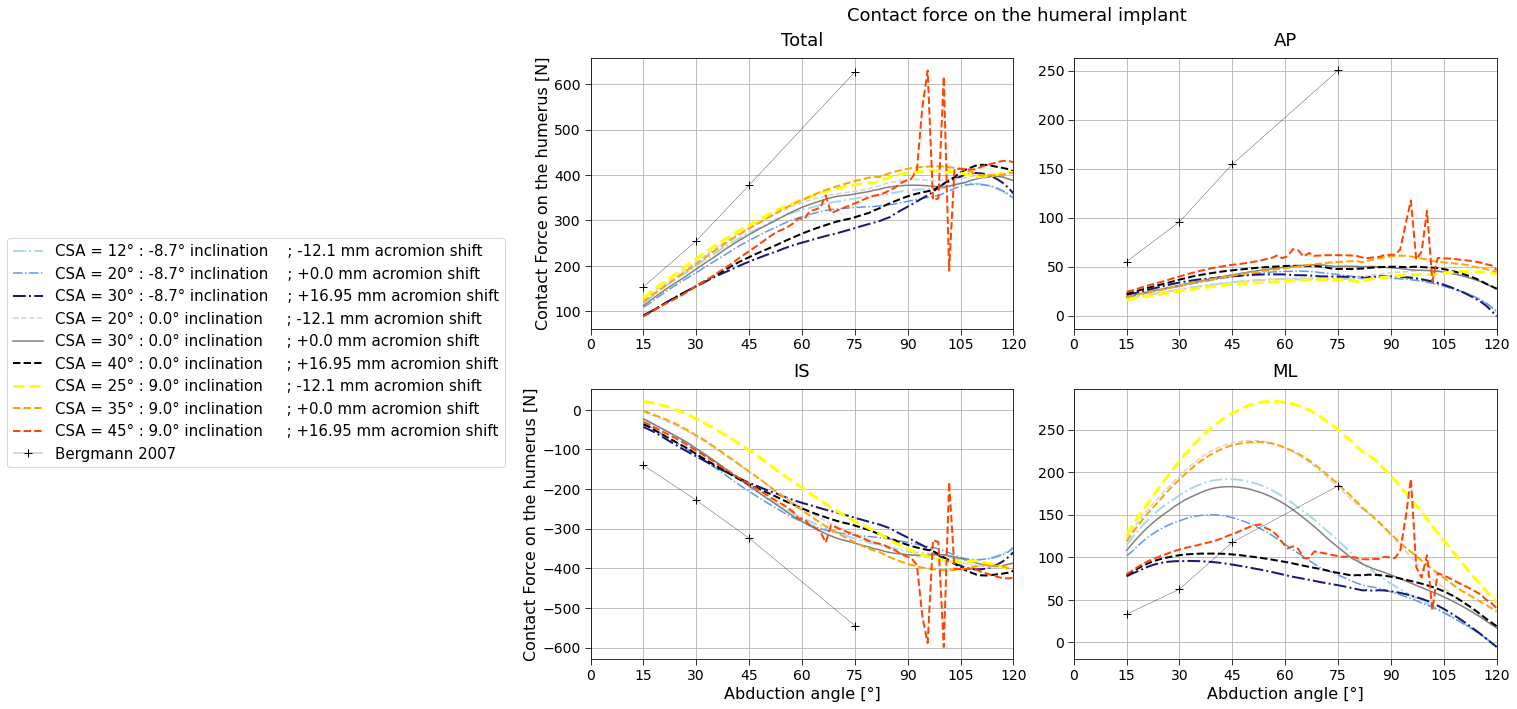 Contact force on the humeral implant
Total
AP
Contact Force on the humerus [N]
600
500
400
300
200
100
0 15 30 45 60 75 90 105 120
250
200
150
100
50
0
0 15 30 45 60 75 90 105 120
CSA = 12° : -8.7° inclination ; -12.1 mm acromion shift
CSA = 20° : -8.7° inclination ; +0.0 mm acromion shift
CSA = 30° : -8.7° inclination ; +16.95 mm acromion shift
CSA = 20° : 0.0° inclination ; -12.1 mm acromion shift
CSA = 30° : 0.0° inclination ; +0.0 mm acromion shift
CSA = 40° : 0.0° inclination ; +16.95 mm acromion shift
CSA = 25° : 9.0° inclination ; -12.1 mm acromion shift
CSA = 35° : 9.0° inclination ; +0.0 mm acromion shift
CSA = 45° : 9.0° inclination ; +16.95 mm acromion shift
Bergmann 2007
IS
ML
Contact Force on the humerus [N]
0
−100
−200
−300
−400
−500
−600
0 15 30 45 60 75 90 105 120
Abduction angle [°]
250
200
150
100
50
0
0 15 30 45 60 75 90 105 120
Abduction angle [°]